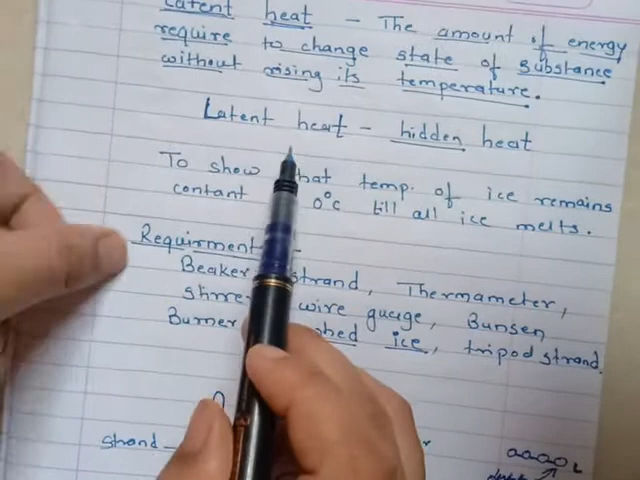 Latent heat - The amount of energy
require to change state of substance
without rising its temperature.
Latent heat - hidden heat
To show that temp. of ice remains
contant 0°c till all ice melts.
Requirment -
Beaker strand, Thermameter,
stirre wire guage, Bunsen
Burner ice, tripod strand.
strand